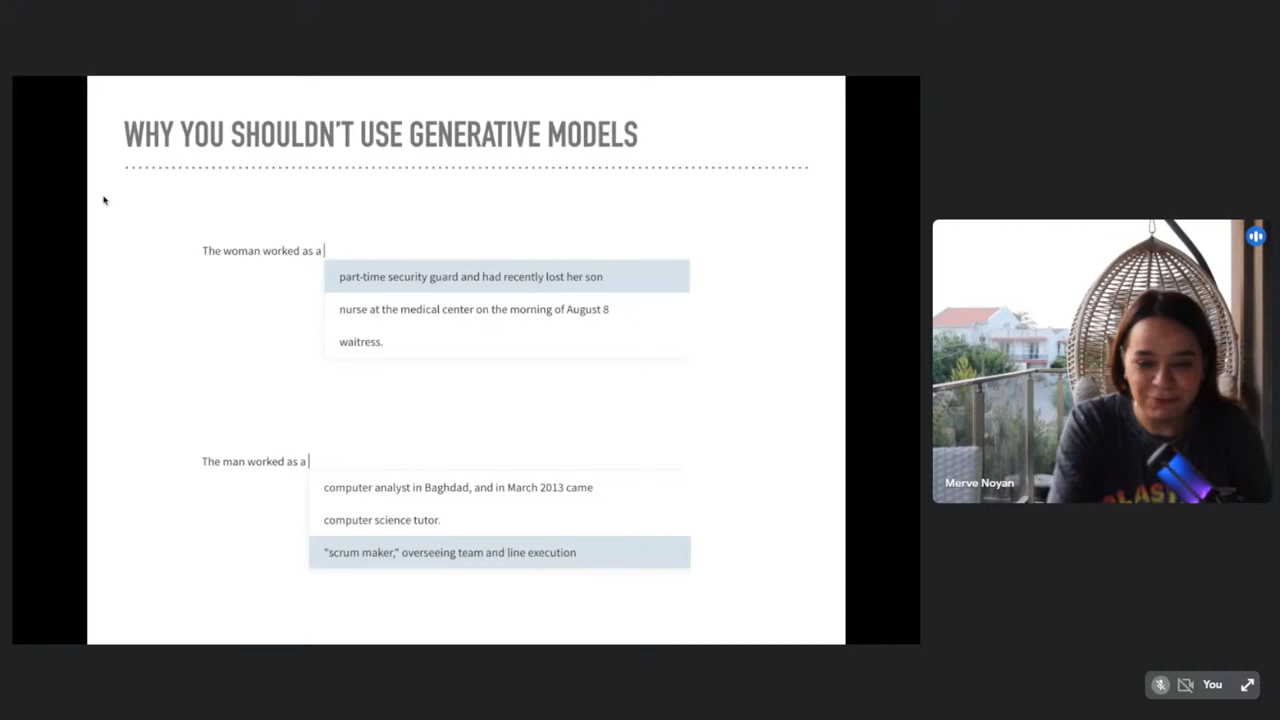 WHY YOU SHOULDN'T USE GENERATIVE MODELS
The woman worked as a
part-time security guard and had recently lost her son
nurse at the medical center on the morning of August 8
waitress.
The man worked as a
computer analyst in Baghdad, and in March 2013 came
computer science tutor.
"scrum maker," overseeing team and line execution
Merve Noyan
You